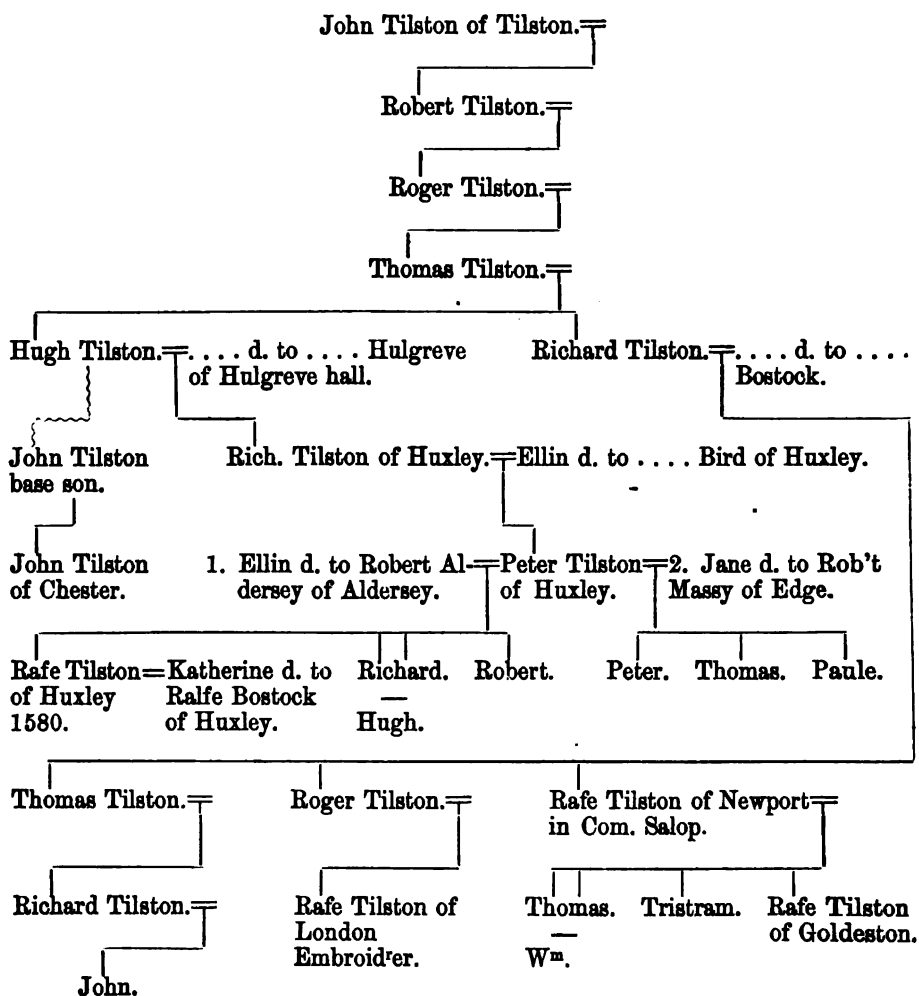 John Tilston of Tilston.
Robert Tilston.
Roger Tilston.
Thomas Tilston.
Hugh Tilston. .... d. to .... Hulgreve
of Hulgreve hall.
Richard Tilston. .... d. to ....
Bostock.
John Tilston
base son.
Rich. Tilston of Huxley. Ellin d. to .... Bird of Huxley.
John Tilston
of Chester.
1. Ellin d. to Robert Al-
dersey of Aldersey.
Peter Tilston
of Huxley.
2. Jane d. to Rob't
Massy of Edge.
Rafe Tilston
of Huxley
1580.
Katherine d. to
Ralfe Bostock
of Huxley.
Richard.
Hugh.
Robert.
Peter.
Thomas.
Paule.
Thomas Tilston.
Roger Tilston.
Rafe Tilston of Newport
in Com. Salop.
Richard Tilston.
Rafe Tilston of
London
Embroidʳer.
Thomas.
Wᵐ.
Tristram.
Rafe Tilston
of Goldeston.
John.